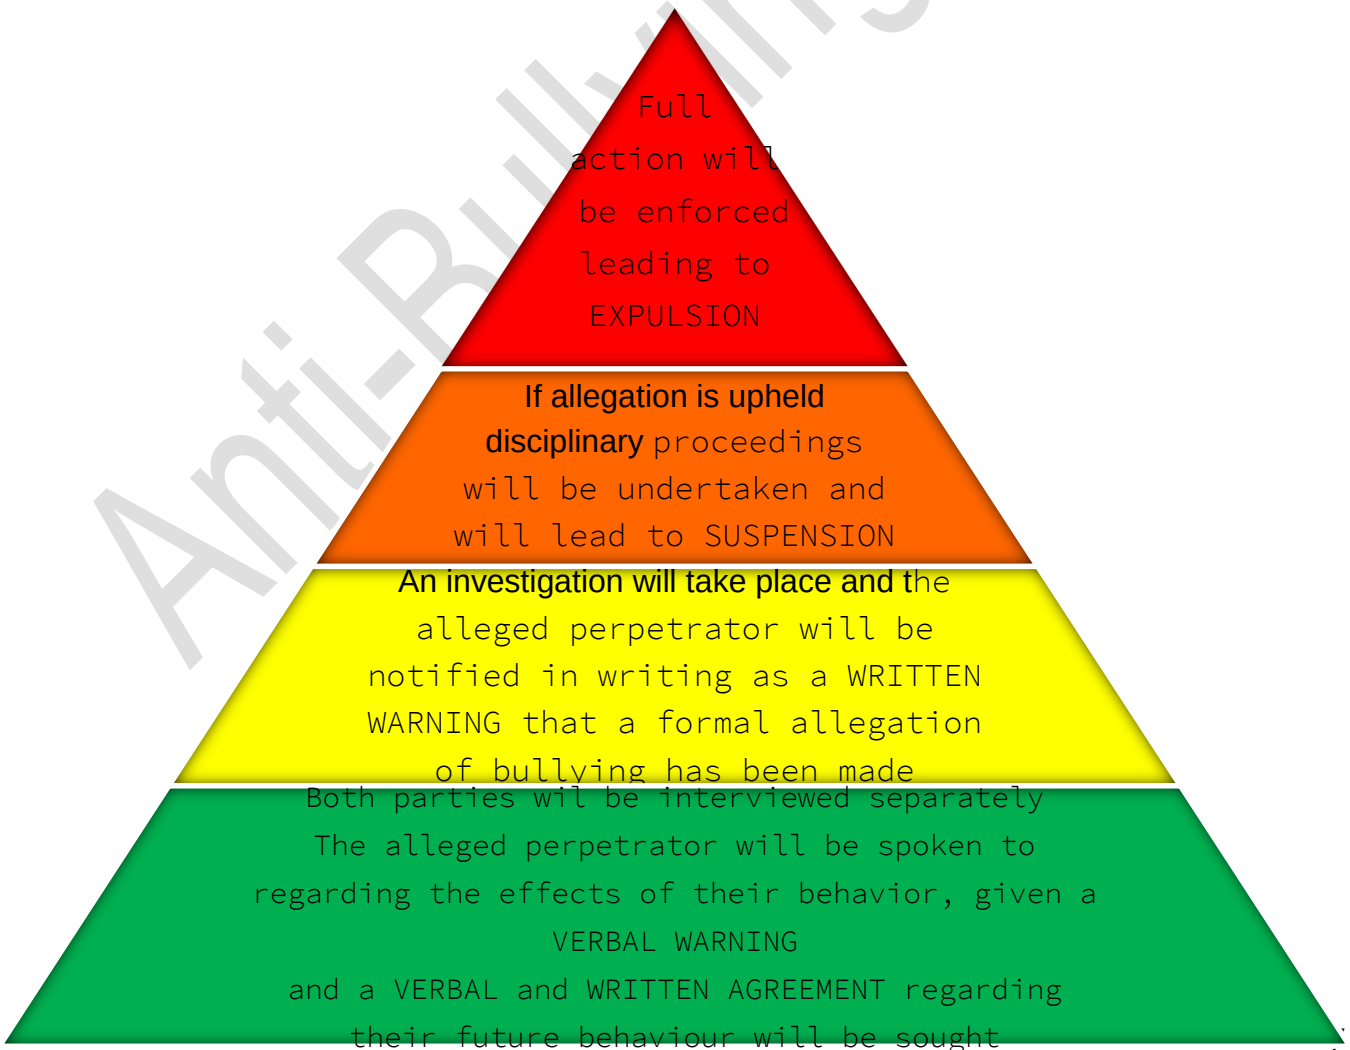 Anti-Bullying
Full
action will
be enforced
leading to
EXPULSION
If allegation is upheld
disciplinary proceedings
will be undertaken and
will lead to SUSPENSION
An investigation will take place and the
alleged perpetrator will be
notified in writing as a WRITTEN
WARNING that a formal allegation
of bullying has been made
Both parties wil be interviewed separately
The alleged perpetrator will be spoken to
regarding the effects of their behavior, given a
VERBAL WARNING
and a VERBAL and WRITTEN AGREEMENT regarding
their future behaviour will be sought